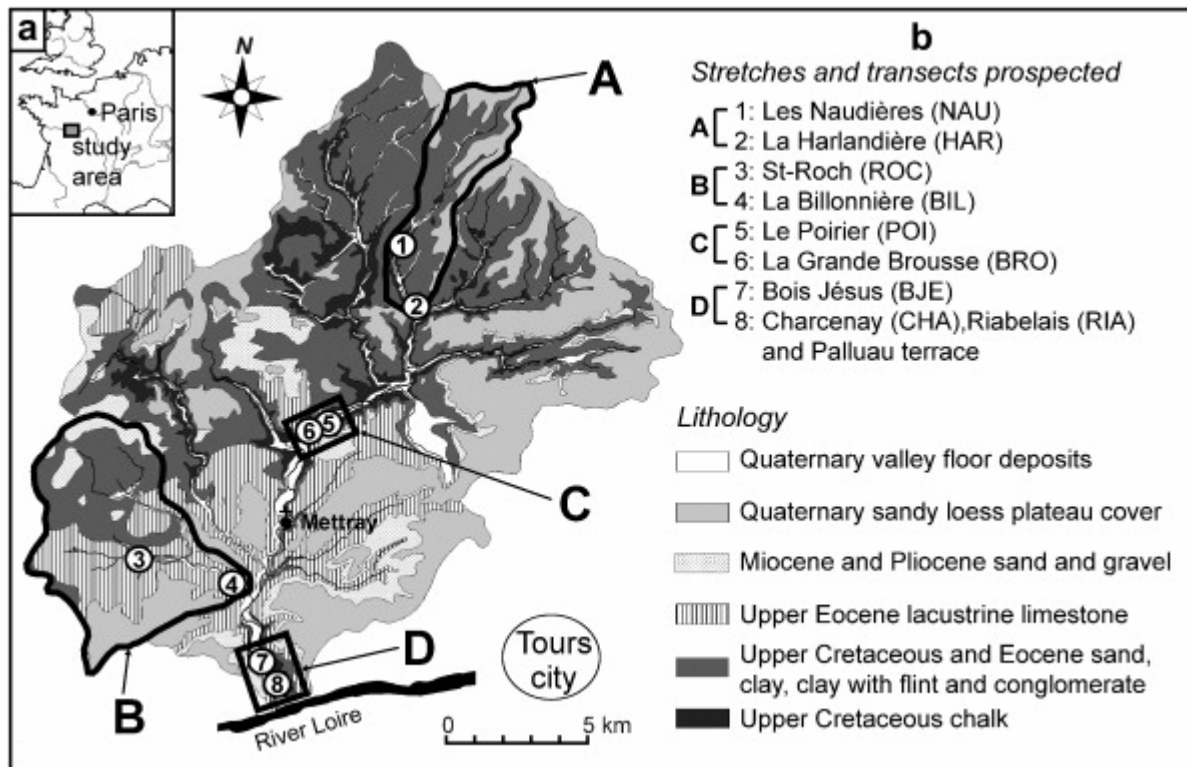 a
Paris
study
area
N
A
1
2
6
5
C
Mettray
3
4
B
7
8
D
Tours
city
River Loire
0 5 km
b
Stretches and transects prospected
A 1: Les Naudières (NAU)
2: La Harlandière (HAR)
B 3: St-Roch (ROC)
4: La Billonnière (BIL)
C 5: Le Poirier (POI)
6: La Grande Brousse (BRO)
D 7: Bois Jésus (BJE)
8: Charcenay (CHA),Riabelais (RIA)
and Palluau terrace
Lithology
Quaternary valley floor deposits
Quaternary sandy loess plateau cover
Miocene and Pliocene sand and gravel
Upper Eocene lacustrine limestone
Upper Cretaceous and Eocene sand,
clay, clay with flint and conglomerate
Upper Cretaceous chalk